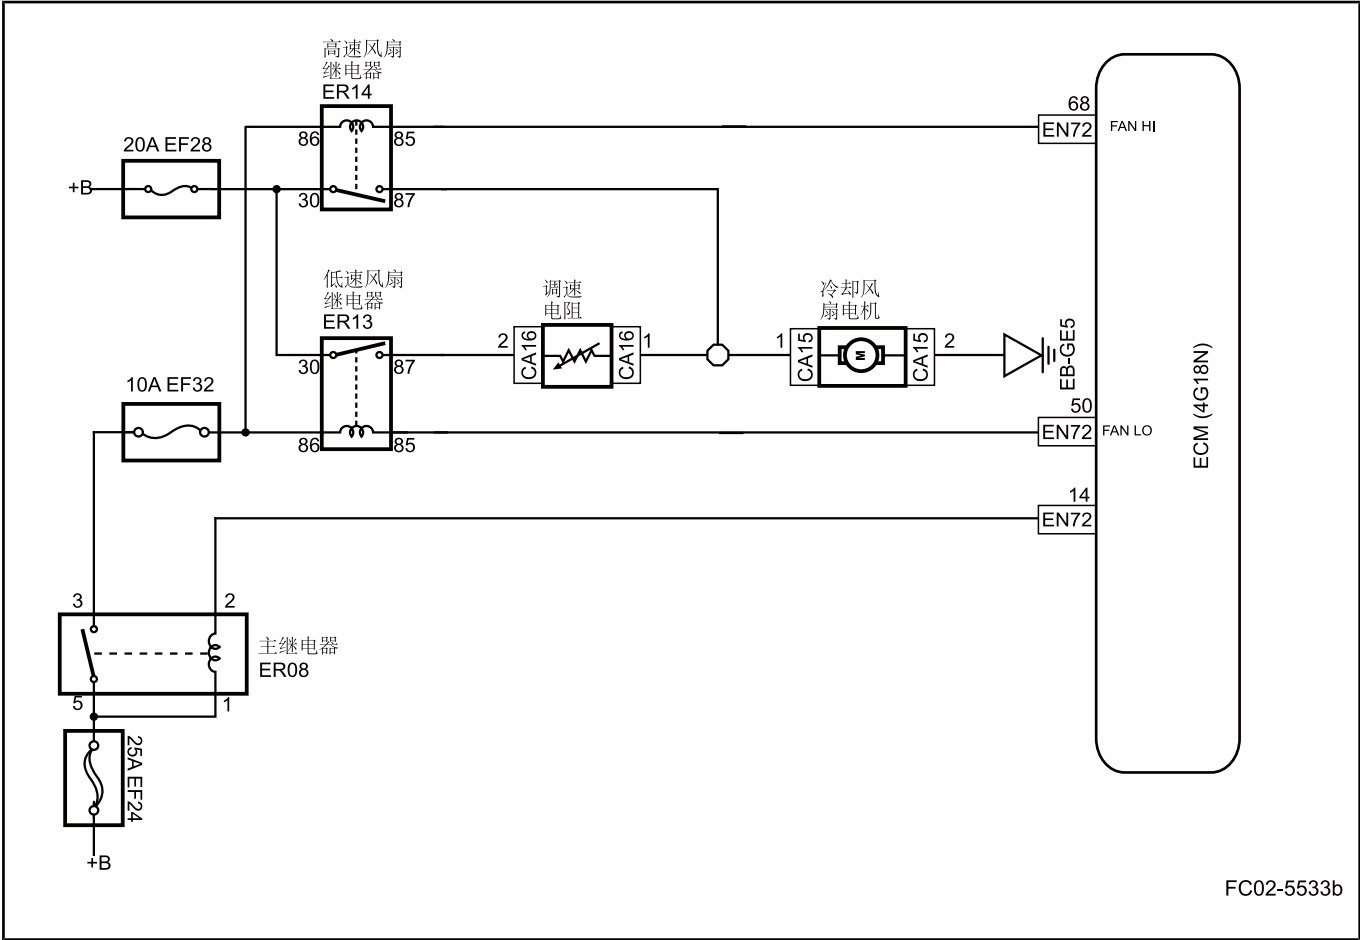 高速风扇
继电器
ER14
68
86
85
EN72
FAN HI
20A EF28
+B
30
87
低速风扇
继电器
ER13
调速
电阻
冷却风
扇电机
2
CA16
CA16
1
1
CA15
M
CA15
2
EB-GE5
30
87
10A EF32
50
86
85
EN72
FAN LO
ECM (4G18N)
14
EN72
3
2
主继电器
ER08
5
1
25A EF24
+B
FC02-5533b